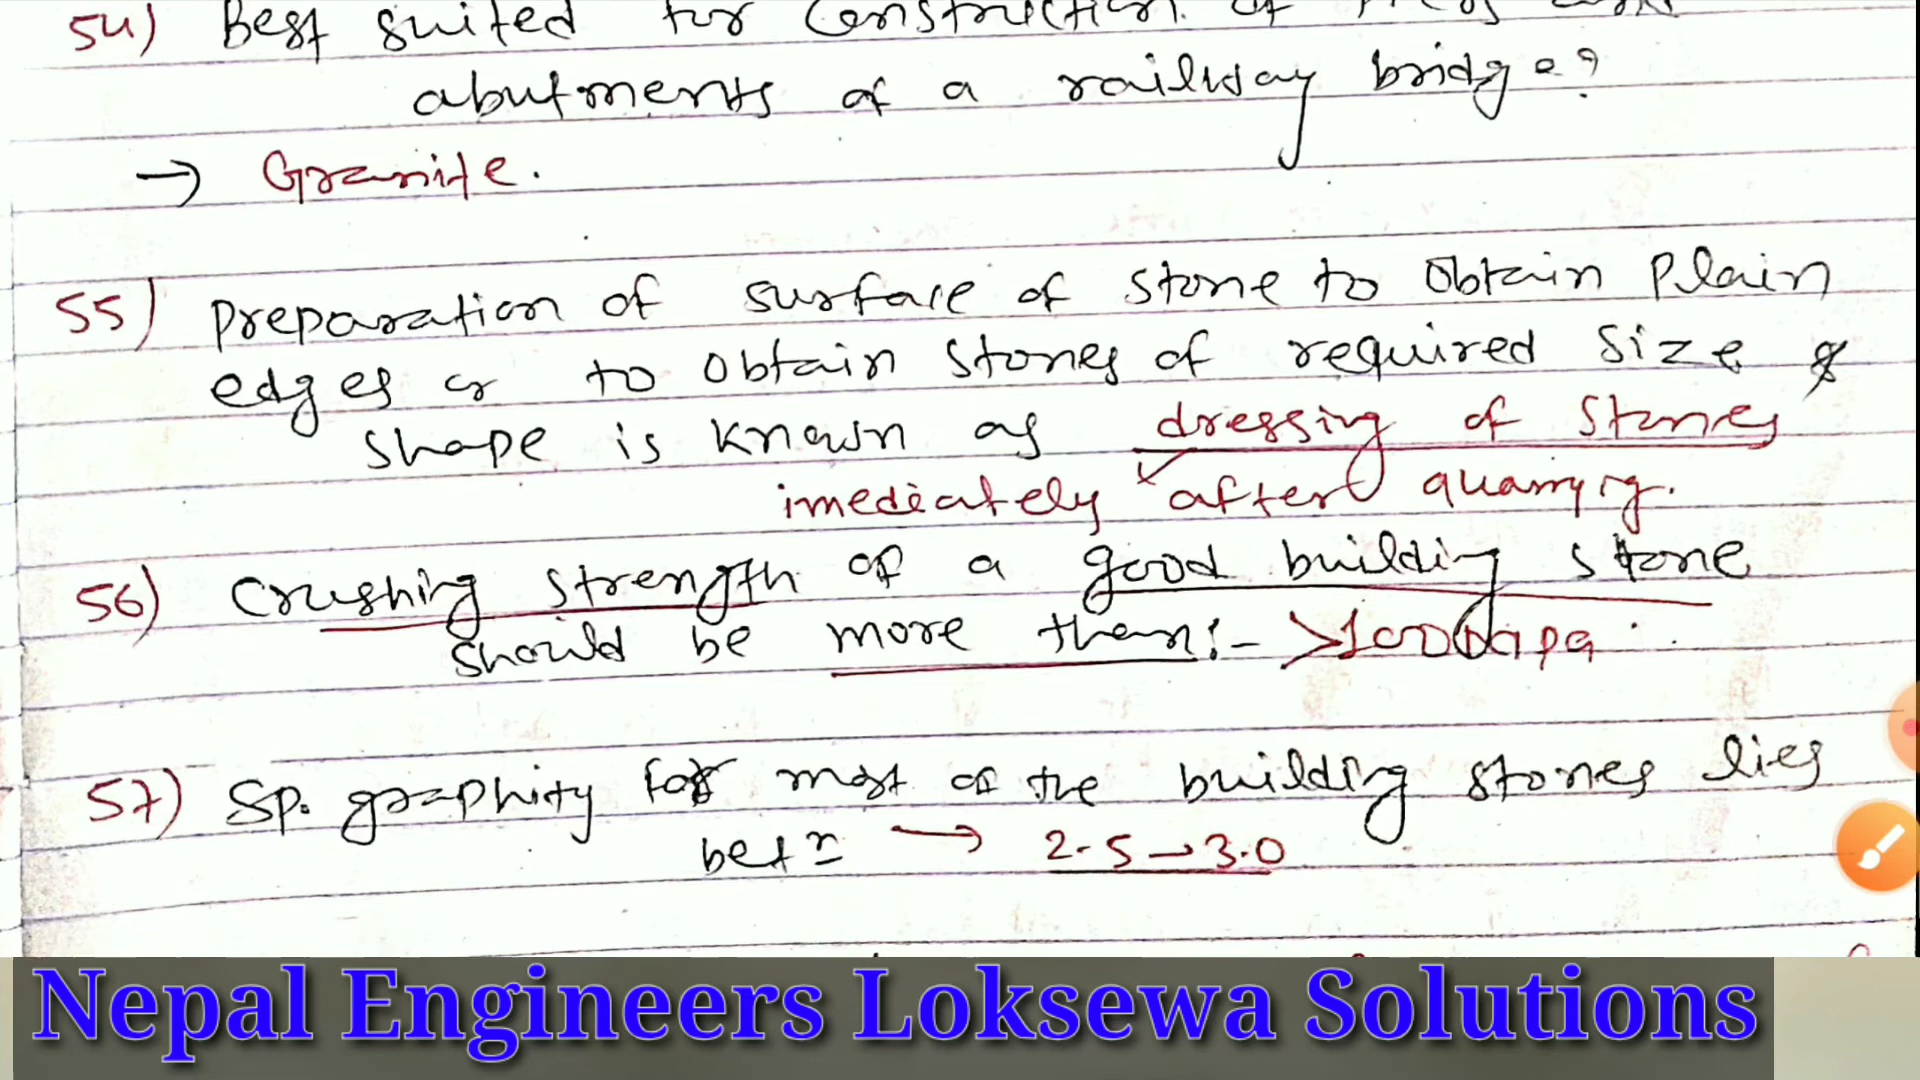 54) Best suited for Construction of Piers and
abutments of a railway bridge?
→ Granite.
55) Preparation of surface of stone to obtain Plain
edges or to obtain stones of required size &
shape is known as dressing of stones
imediately after quarrying.
56) Crushing strength of a good building stone
should be more than:- >100Mpa
57) Sp. graphity for most of the building stones lies
betn → 2.5 → 3.0
Nepal Engineers Loksewa Solutions